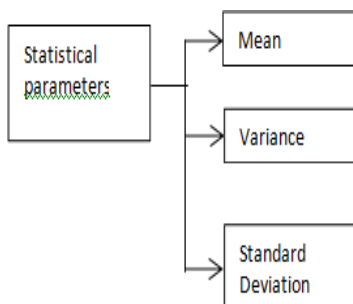 Statistical
parameters
Mean
Variance
Standard
Deviation